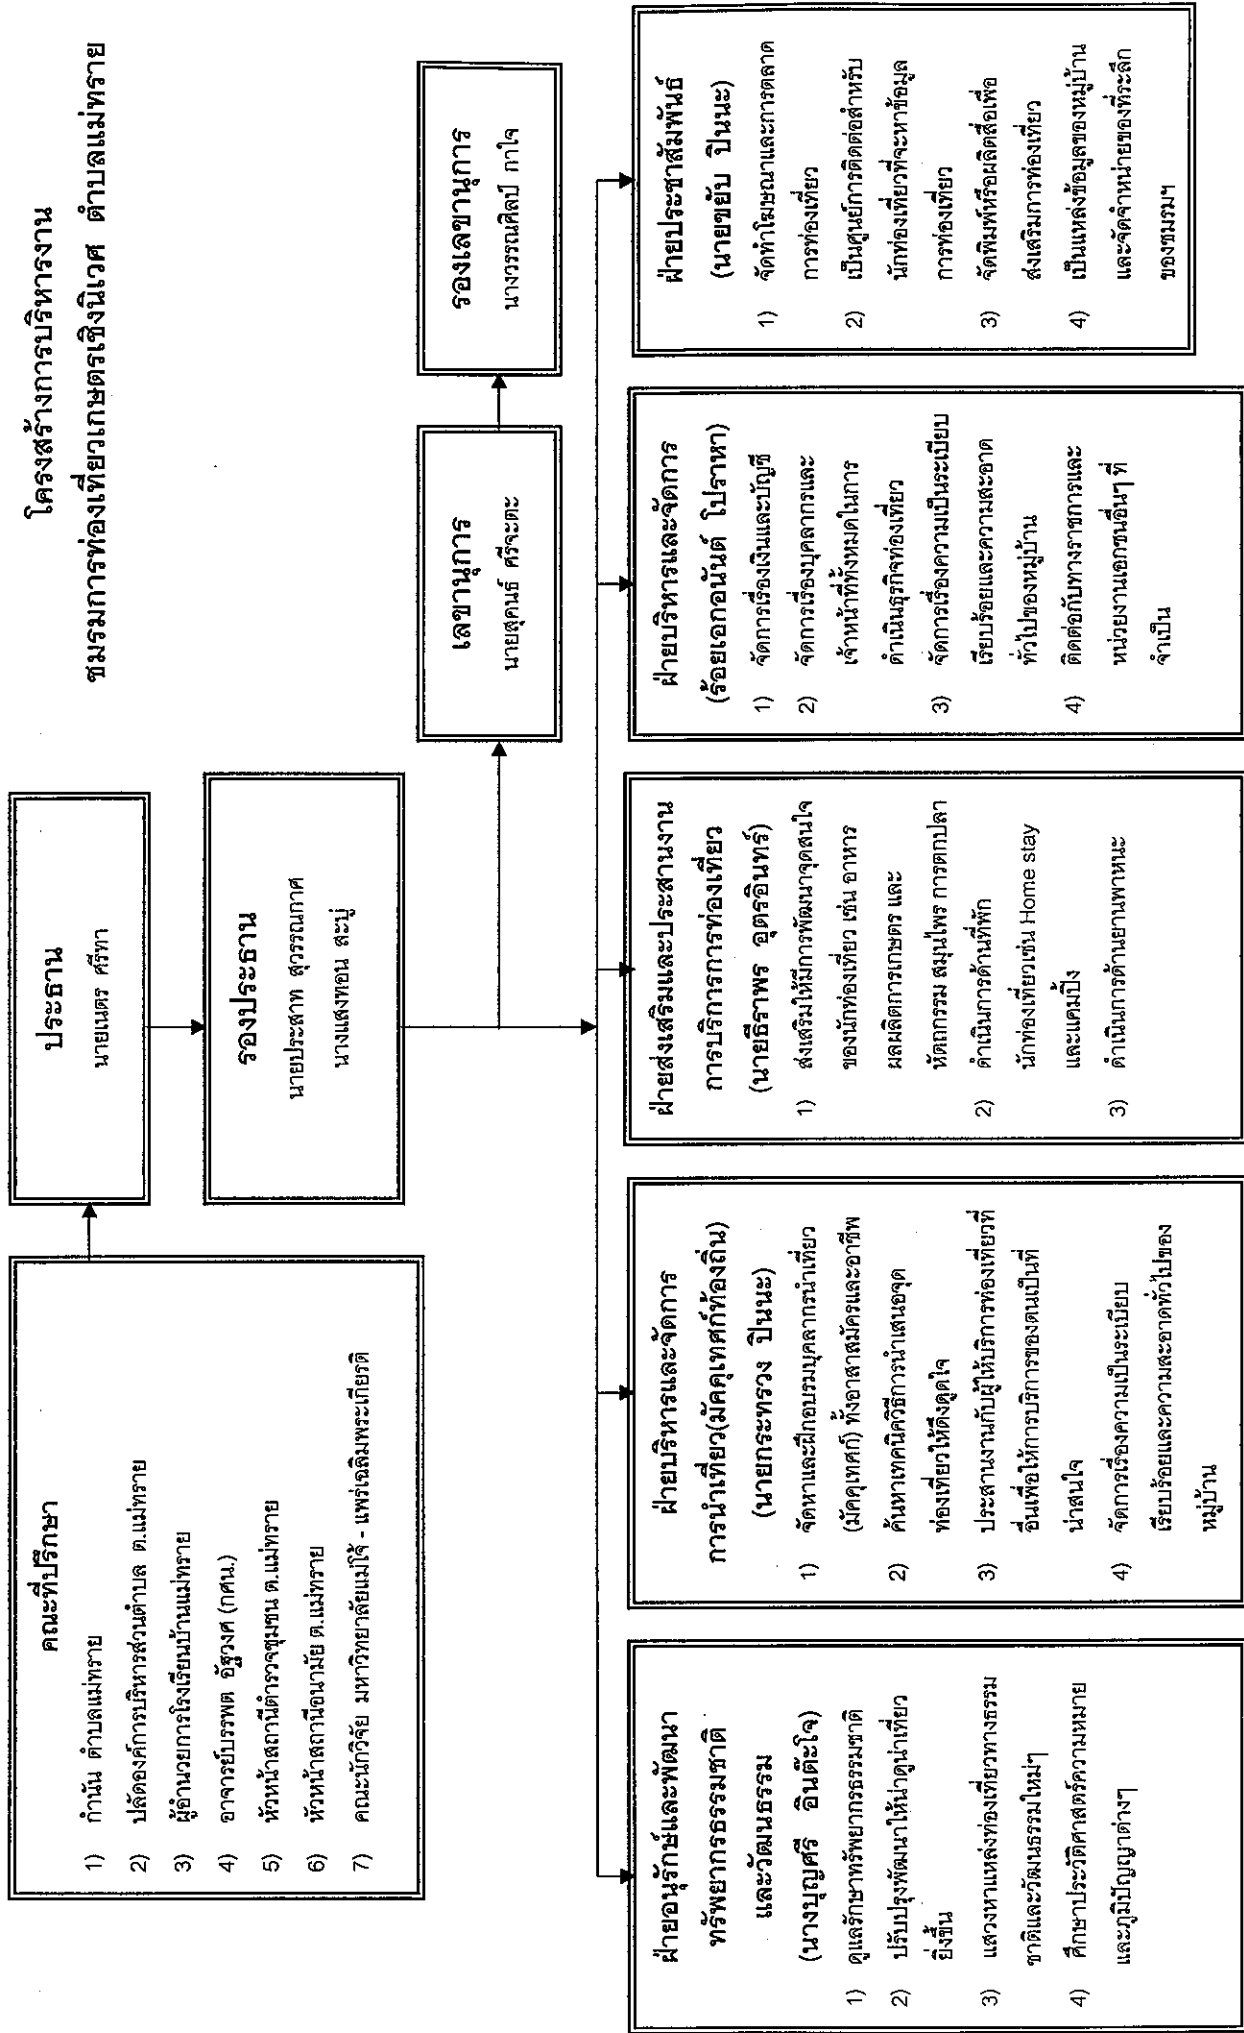 โครงสร้างการบริหารงาน
ชมรมการท่องเที่ยวเกษตรเชิงนิเวศ ตำบลแม่ทราย
คณะที่ปรึกษา
1) กำนัน ตำบลแม่ทราย
2) ปลัดองค์การบริหารส่วนตำบล ต.แม่ทราย
3) ผู้อำนวยการโรงเรียนบ้านแม่ทราย
4) อาจารย์บรรพต อัฐวงศ์ (กศน.)
5) หัวหน้าสถานีตำรวจชุมชน ต.แม่ทราย
6) หัวหน้าสถานีอนามัย ต.แม่ทราย
7) คณะนักวิจัย มหาวิทยาลัยแม่โจ้ - แพร่เฉลิมพระเกียรติ
ประธาน
นายเนตร ศรีทา
รองประธาน
นายประสาท สุวรรณกาศ
นางแสงทอน สะปู่
เลขานุการ
นายสุคนธ์ ศรีจะตะ
รองเลขานุการ
นางวรรณศิลป์ กาใจ
ฝ่ายอนุรักษ์และพัฒนา
ทรัพยากรธรรมชาติ
และวัฒนธรรม
(นางบุญศรี อินต๊ะโจ)
1) ดูแลรักษาทรัพยากรธรรมชาติ
2) ปรับปรุงพัฒนาให้น่าดูน่าเที่ยว
ยิ่งขึ้น
3) แสวงหาแหล่งท่องเที่ยวทางธรรม
ชาติและวัฒนธรรมใหม่ๆ
4) ศึกษาประวัติศาสตร์ความหมาย
และภูมิปัญญาต่างๆ
ฝ่ายบริหารและจัดการ
การนำเที่ยว(มัคคุเทศก์ท้องถิ่น)
(นายกระทรวง ปินนะ)
1) จัดหาและฝึกอบรมบุคลากรนำเที่ยว
(มัคคุเทศก์) ทั้งอาสาสมัครและอาชีพ
2) ค้นหาเทคนิควิธีการนำเสนอจุด
ท่องเที่ยวให้ดึงดูดใจ
3) ประสานงานกับผู้ให้บริการท่องเที่ยวที่
อื่นเพื่อให้การบริการของตนเป็นที่
น่าสนใจ
4) จัดการเรื่องความเป็นระเบียบ
เรียบร้อยและความสะอาดทั่วไปของ
หมู่บ้าน
ฝ่ายส่งเสริมและประสานงาน
การบริการการท่องเที่ยว
(นายธีราพร อุตรอินทร์)
1) ส่งเสริมให้มีการพัฒนาจุดสนใจ
ของนักท่องเที่ยว เช่น อาหาร
ผลผลิตการเกษตร และ
หัตถกรรม สมุนไพร การตกปลา
2) ดำเนินการด้านที่พัก
นักท่องเที่ยวเช่น Home stay
และแคมป์ปิ้ง
3) ดำเนินการด้านยานพาหนะ
ฝ่ายบริหารและจัดการ
(ร้อยเอกอนันต์ โปราหา)
1) จัดการเรื่องเงินและบัญชี
2) จัดการเรื่องบุคลากรและ
เจ้าหน้าที่ทั้งหมดในการ
ดำเนินธุรกิจท่องเที่ยว
3) จัดการเรื่องความเป็นระเบียบ
เรียบร้อยและความสะอาด
ทั่วไปของหมู่บ้าน
4) ติดต่อกับทางราชการและ
หน่วยงานเอกชนอื่นๆ ที่
จำเป็น
ฝ่ายประชาสัมพันธ์
(นายขยับ ปินนะ)
1) จัดทำโฆษณาและการตลาด
การท่องเที่ยว
2) เป็นศูนย์การติดต่อสำหรับ
นักท่องเที่ยวที่จะหาข้อมูล
การท่องเที่ยว
3) จัดพิมพ์หรือผลิตสื่อเพื่อ
ส่งเสริมการท่องเที่ยว
4) เป็นแหล่งข้อมูลของหมู่บ้าน
และจัดจำหน่ายของที่ระลึก
ของชมรมฯ